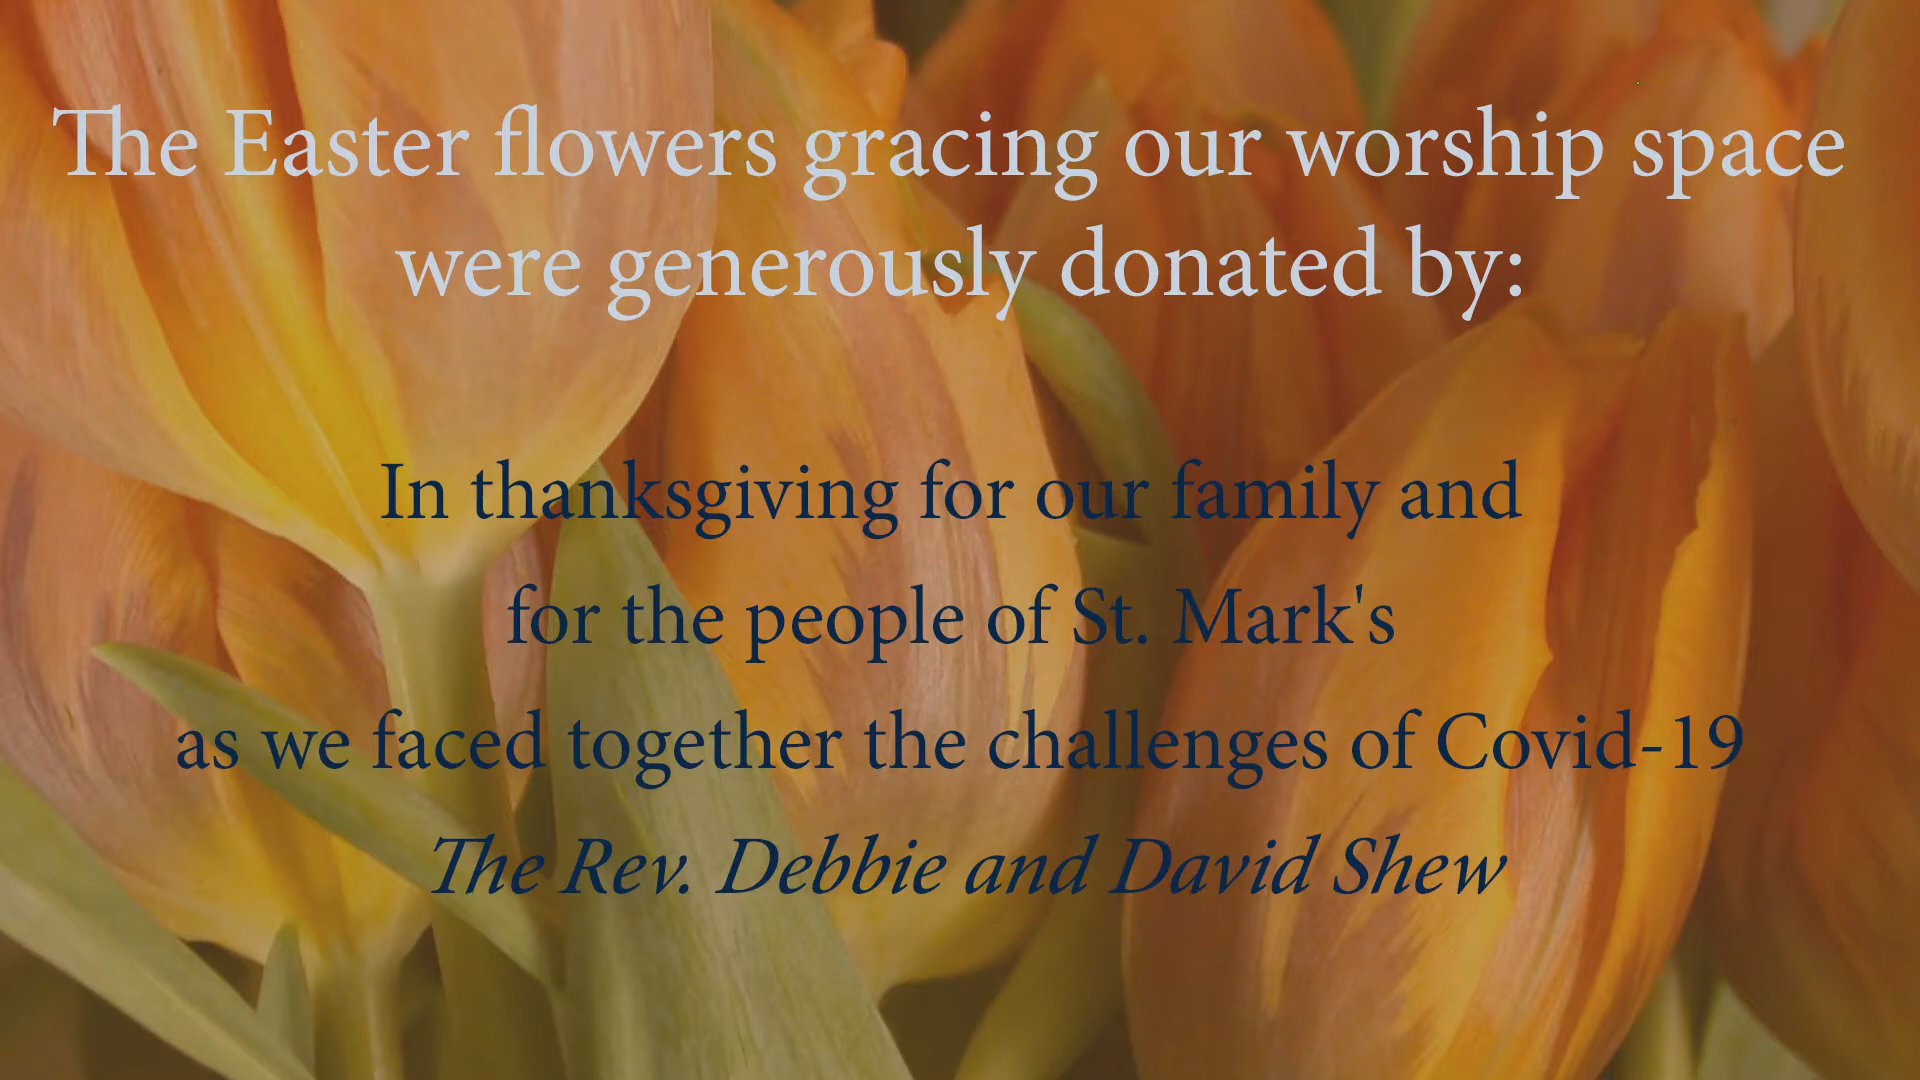 The Easter flowers gracing our worship space
were generously donated by:
In thanksgiving for our family and
for the people of St. Mark's
as we faced together the challenges of Covid-19
The Rev. Debbie and David Shew